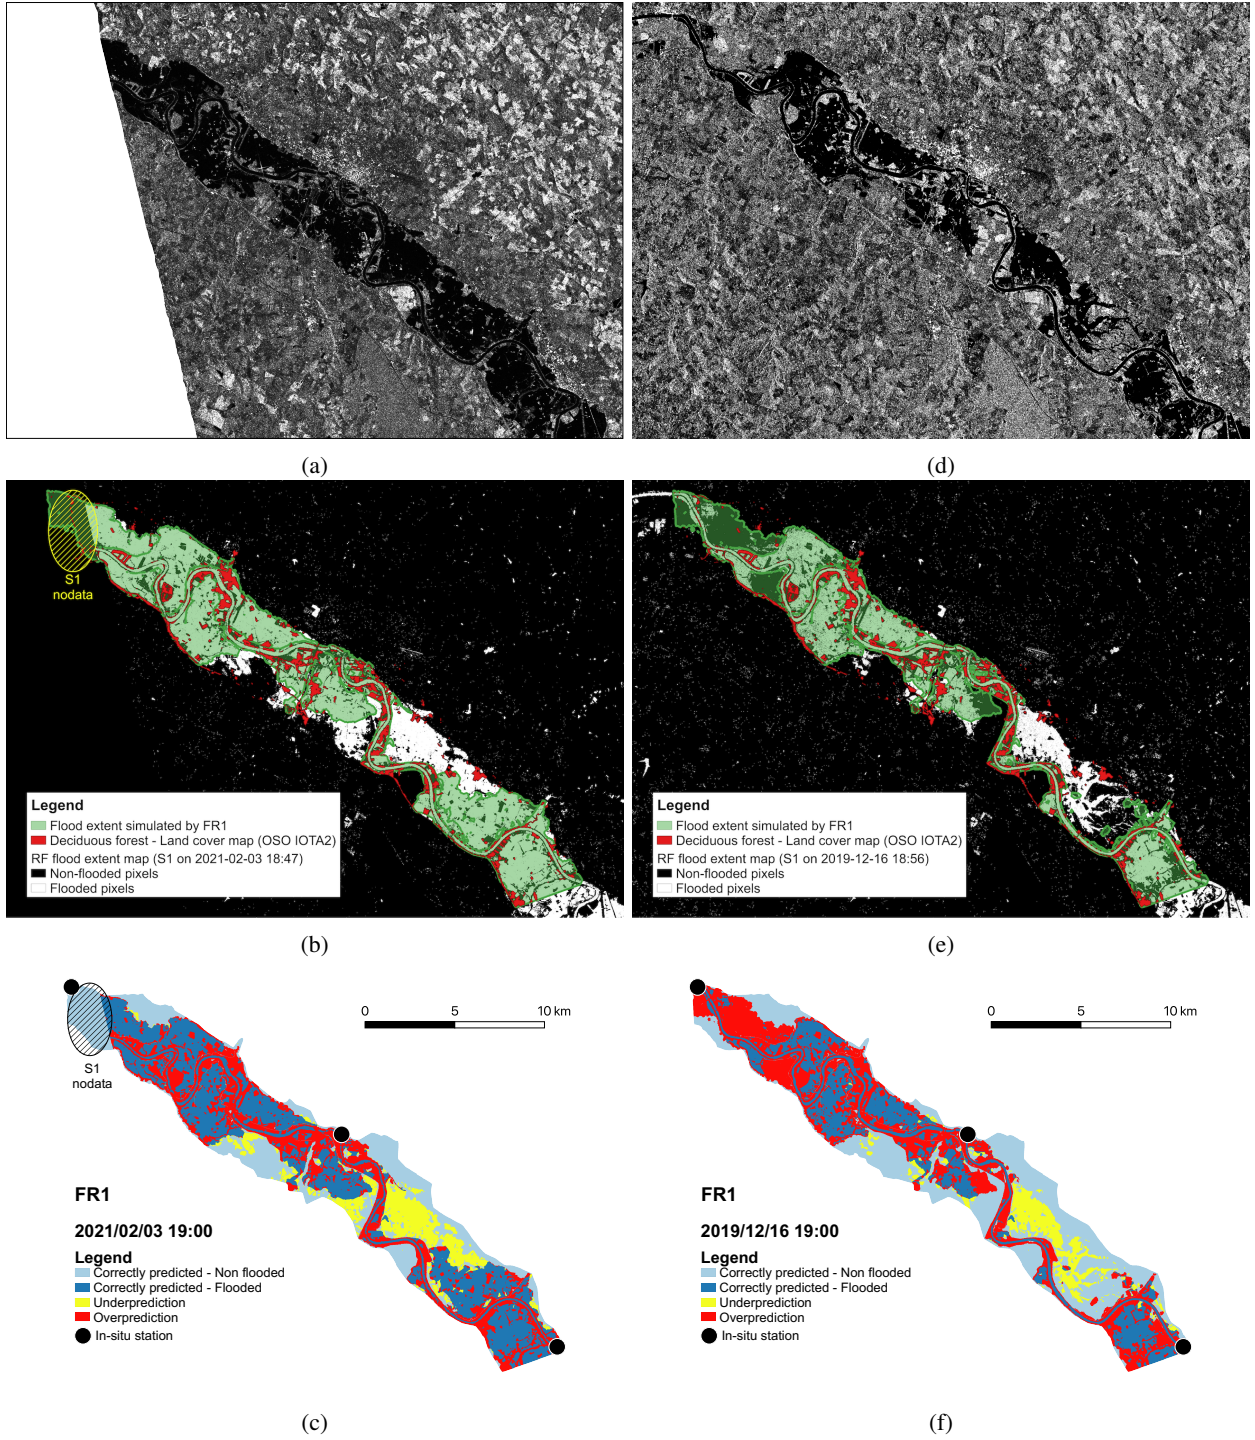 (a)
(d)
S1
nodata
Legend
Flood extent simulated by FR1
Deciduous forest - Land cover map (OSO IOTA2)
RF flood extent map (S1 on 2021-02-03 18:47)
Non-flooded pixels
Flooded pixels
Legend
Flood extent simulated by FR1
Deciduous forest - Land cover map (OSO IOTA2)
RF flood extent map (S1 on 2019-12-16 18:56)
Non-flooded pixels
Flooded pixels
(b)
(e)
S1
nodata
0 5 10 km
FR1
2021/02/03 19:00
Legend
Correctly predicted - Non flooded
Correctly predicted - Flooded
Underprediction
Overprediction
In-situ station
0 5 10 km
FR1
2019/12/16 19:00
Legend
Correctly predicted - Non flooded
Correctly predicted - Flooded
Underprediction
Overprediction
In-situ station
(c)
(f)